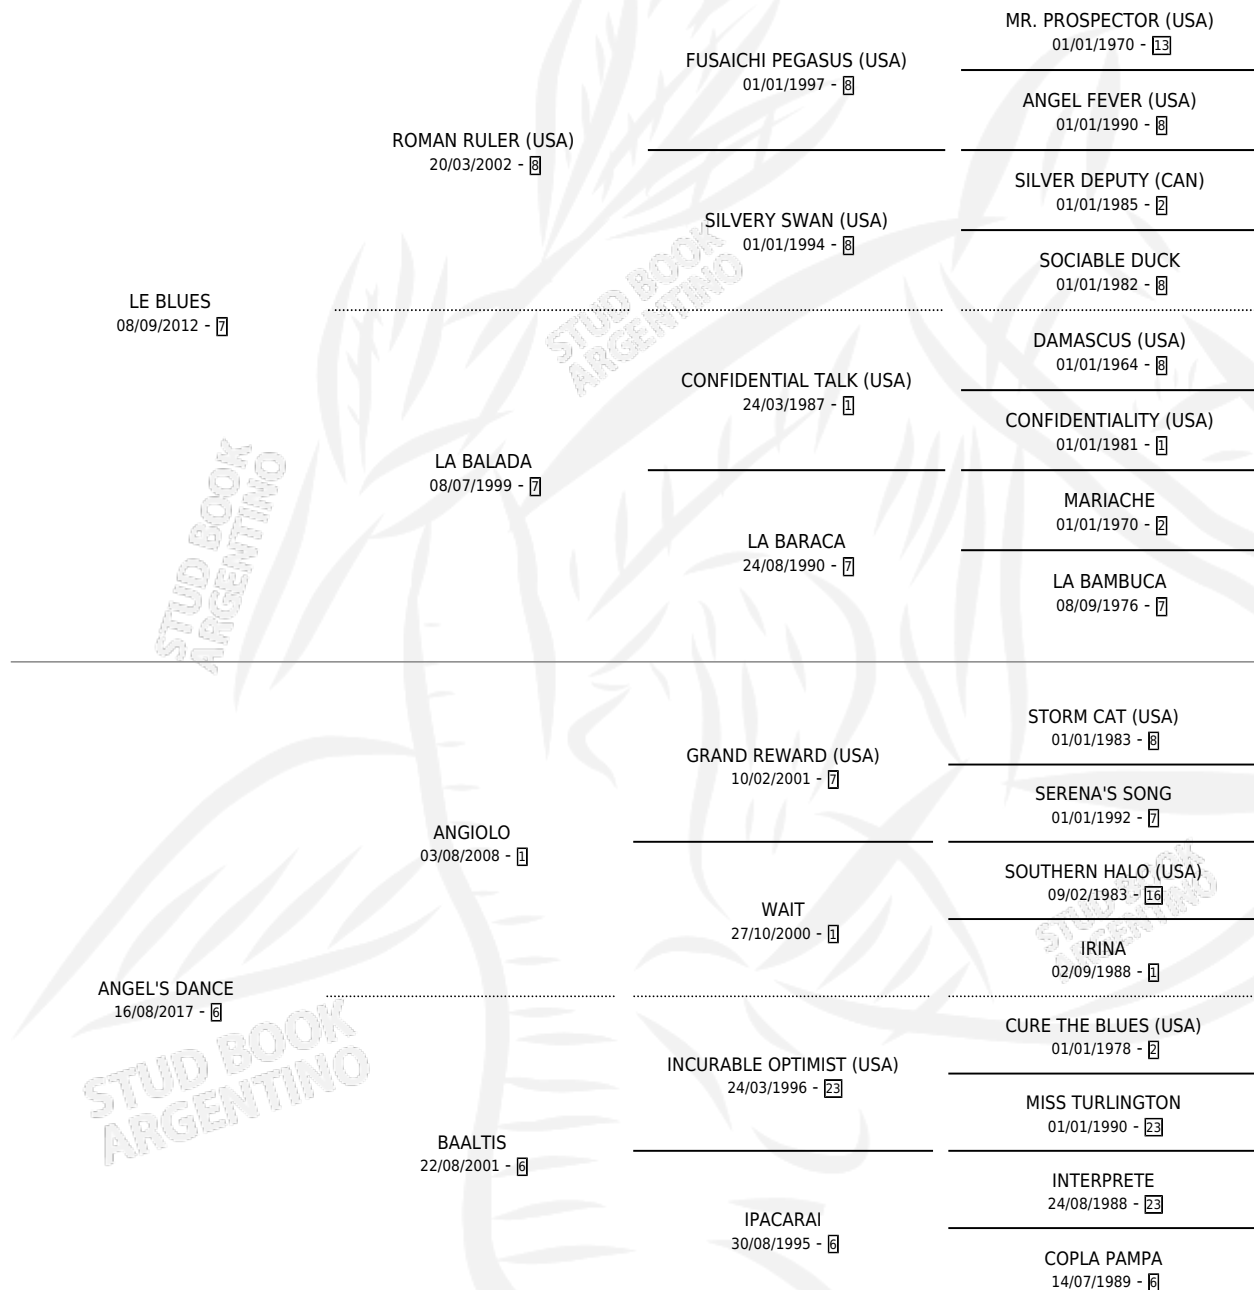 MR. PROSPECTOR (USA)
01/01/1970 - 13
FUSAICHI PEGASUS (USA)
01/01/1997 - 8
ANGEL FEVER (USA)
01/01/1990 - 8
ROMAN RULER (USA)
20/03/2002 - 8
SILVER DEPUTY (CAN)
01/01/1985 - 2
SILVERY SWAN (USA)
01/01/1994 - 8
SOCIABLE DUCK
01/01/1982 - 8
STUD BOOK
ARGENTINO
LE BLUES
08/09/2012 - 7
DAMASCUS (USA)
01/01/1964 - 8
CONFIDENTIAL TALK (USA)
24/03/1987 - 1
CONFIDENTIALITY (USA)
01/01/1981 - 1
LA BALADA
08/07/1999 - 7
MARIACHE
01/01/1970 - 2
LA BARACA
24/08/1990 - 7
LA BAMBUCA
08/09/1976 - 7
STUD BOOK
ARGENTINO
STORM CAT (USA)
01/01/1983 - 8
GRAND REWARD (USA)
10/02/2001 - 7
SERENA'S SONG
01/01/1992 - 7
ANGIOLO
03/08/2008 - 1
SOUTHERN HALO (USA)
09/02/1983 - 16
WAIT
27/10/2000 - 1
IRINA
02/09/1988 - 1
STUD BOOK
ARGENTINO
ANGEL'S DANCE
16/08/2017 - 6
CURE THE BLUES (USA)
01/01/1978 - 2
INCURABLE OPTIMIST (USA)
24/03/1996 - 23
MISS TURLINGTON
01/01/1990 - 23
STUD BOOK
ARGENTINO
BAALTIS
22/08/2001 - 6
INTERPRETE
24/08/1988 - 23
IPACARAI
30/08/1995 - 6
COPLA PAMPA
14/07/1989 - 6